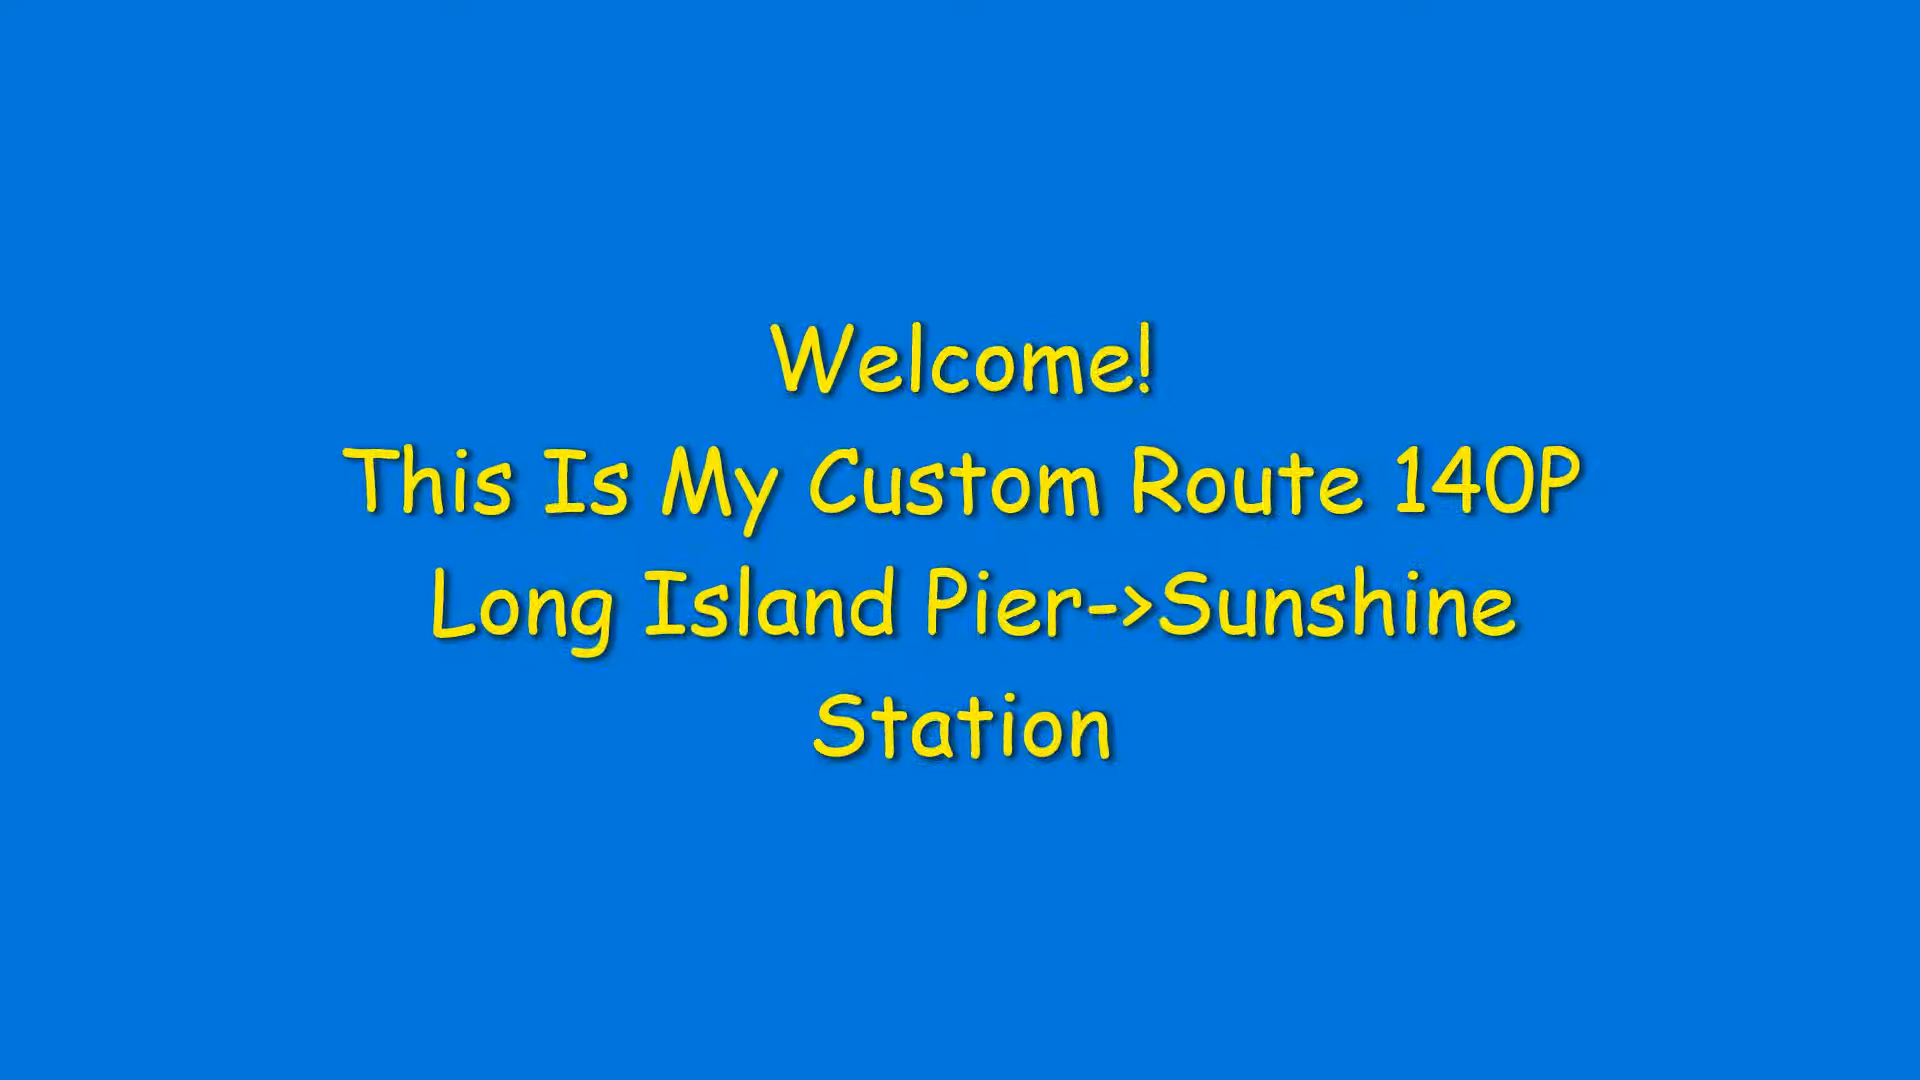 Welcome!
This Is My Custom Route 140P
Long Island Pier->Sunshine
Station